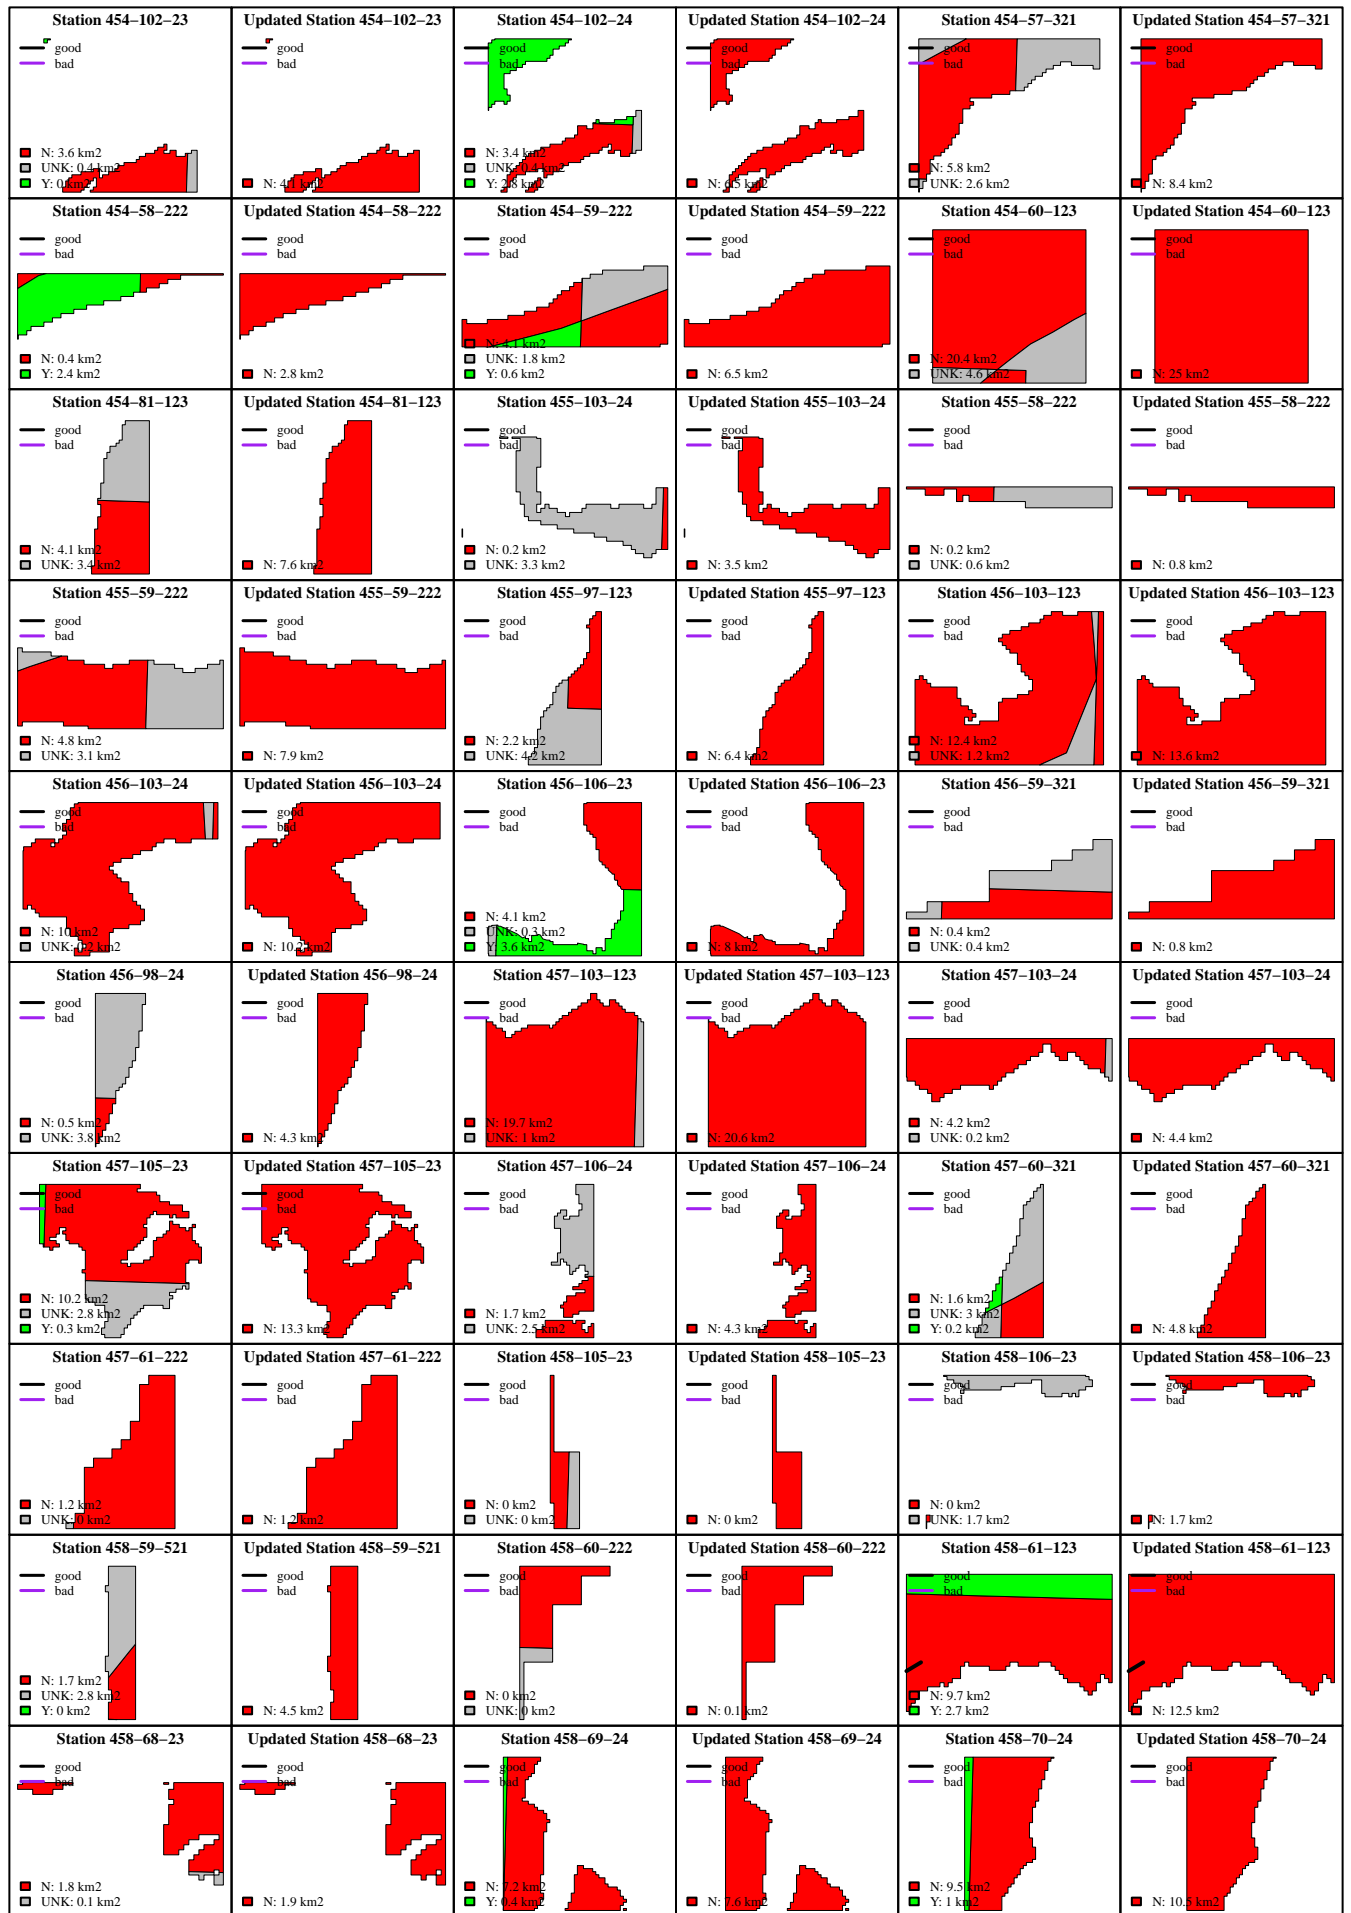 Station 454−102−23
good
bad
N: 3.6 km2
UNK: 0.4 km2
Y: 0 km2
Updated Station 454−102−23
good
bad
N: 4.1 km2
Station 454−102−24
good
bad
N: 3.4 km2
UNK: 0.4 km2
Y: 2.8 km2
Updated Station 454−102−24
good
bad
N: 6.5 km2
Station 454−57−321
good
bad
N: 5.8 km2
UNK: 2.6 km2
Updated Station 454−57−321
good
bad
N: 8.4 km2
Station 454−58−222
good
bad
N: 0.4 km2
Y: 2.4 km2
Updated Station 454−58−222
good
bad
N: 2.8 km2
Station 454−59−222
good
bad
N: 4.1 km2
UNK: 1.8 km2
Y: 0.6 km2
Updated Station 454−59−222
good
bad
N: 6.5 km2
Station 454−60−123
good
bad
N: 20.4 km2
UNK: 4.6 km2
Updated Station 454−60−123
good
bad
N: 25 km2
Station 454−81−123
good
bad
N: 4.1 km2
UNK: 3.4 km2
Updated Station 454−81−123
good
bad
N: 7.6 km2
Station 455−103−24
good
bad
N: 0.2 km2
UNK: 3.3 km2
Updated Station 455−103−24
good
bad
N: 3.5 km2
Station 455−58−222
good
bad
N: 0.2 km2
UNK: 0.6 km2
Updated Station 455−58−222
good
bad
N: 0.8 km2
Station 455−59−222
good
bad
N: 4.8 km2
UNK: 3.1 km2
Updated Station 455−59−222
good
bad
N: 7.9 km2
Station 455−97−123
good
bad
N: 2.2 km2
UNK: 4.2 km2
Updated Station 455−97−123
good
bad
N: 6.4 km2
Station 456−103−123
good
bad
N: 12.4 km2
UNK: 1.2 km2
Updated Station 456−103−123
good
bad
N: 13.6 km2
Station 456−103−24
good
bad
N: 10 km2
UNK: 0.2 km2
Updated Station 456−103−24
good
bad
N: 10.2 km2
Station 456−106−23
good
bad
N: 4.1 km2
UNK: 0.3 km2
Y: 3.6 km2
Updated Station 456−106−23
good
bad
N: 8 km2
Station 456−59−321
good
bad
N: 0.4 km2
UNK: 0.4 km2
Updated Station 456−59−321
good
bad
N: 0.8 km2
Station 456−98−24
good
bad
N: 0.5 km2
UNK: 3.8 km2
Updated Station 456−98−24
good
bad
N: 4.3 km2
Station 457−103−123
good
bad
N: 19.7 km2
UNK: 1 km2
Updated Station 457−103−123
good
bad
N: 20.6 km2
Station 457−103−24
good
bad
N: 4.2 km2
UNK: 0.2 km2
Updated Station 457−103−24
good
bad
N: 4.4 km2
Station 457−105−23
good
bad
N: 10.2 km2
UNK: 2.8 km2
Y: 0.3 km2
Updated Station 457−105−23
good
bad
N: 13.3 km2
Station 457−106−24
good
bad
N: 1.7 km2
UNK: 2.5 km2
Updated Station 457−106−24
good
bad
N: 4.3 km2
Station 457−60−321
good
bad
N: 1.6 km2
UNK: 3 km2
Y: 0.2 km2
Updated Station 457−60−321
good
bad
N: 4.8 km2
Station 457−61−222
good
bad
N: 1.2 km2
UNK: 0 km2
Updated Station 457−61−222
good
bad
N: 1.2 km2
Station 458−105−23
good
bad
N: 0 km2
UNK: 0 km2
Updated Station 458−105−23
good
bad
N: 0 km2
Station 458−106−23
good
bad
N: 0 km2
UNK: 1.7 km2
Updated Station 458−106−23
good
bad
N: 1.7 km2
Station 458−59−521
good
bad
N: 1.7 km2
UNK: 2.8 km2
Y: 0 km2
Updated Station 458−59−521
good
bad
N: 4.5 km2
Station 458−60−222
good
bad
N: 0 km2
UNK: 0 km2
Updated Station 458−60−222
good
bad
N: 0.1 km2
Station 458−61−123
good
bad
N: 9.7 km2
Y: 2.7 km2
Updated Station 458−61−123
good
bad
N: 12.5 km2
Station 458−68−23
good
bad
N: 1.8 km2
UNK: 0.1 km2
Updated Station 458−68−23
good
bad
N: 1.9 km2
Station 458−69−24
good
bad
N: 7.2 km2
Y: 0.4 km2
Updated Station 458−69−24
good
bad
N: 7.6 km2
Station 458−70−24
good
bad
N: 9.5 km2
Y: 1 km2
Updated Station 458−70−24
good
bad
N: 10.5 km2